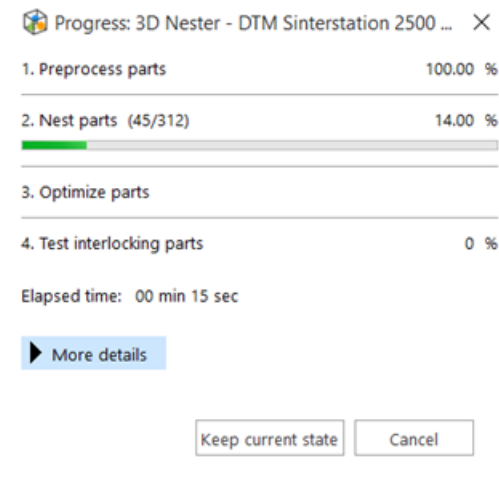 Progress: 3D Nester - DTM Sinterstation 2500 ...
1. Preprocess parts 100.00 %
2. Nest parts (45/312) 14.00 %
3. Optimize parts
4. Test interlocking parts 0 %
Elapsed time: 00 min 15 sec
More details
Keep current state Cancel